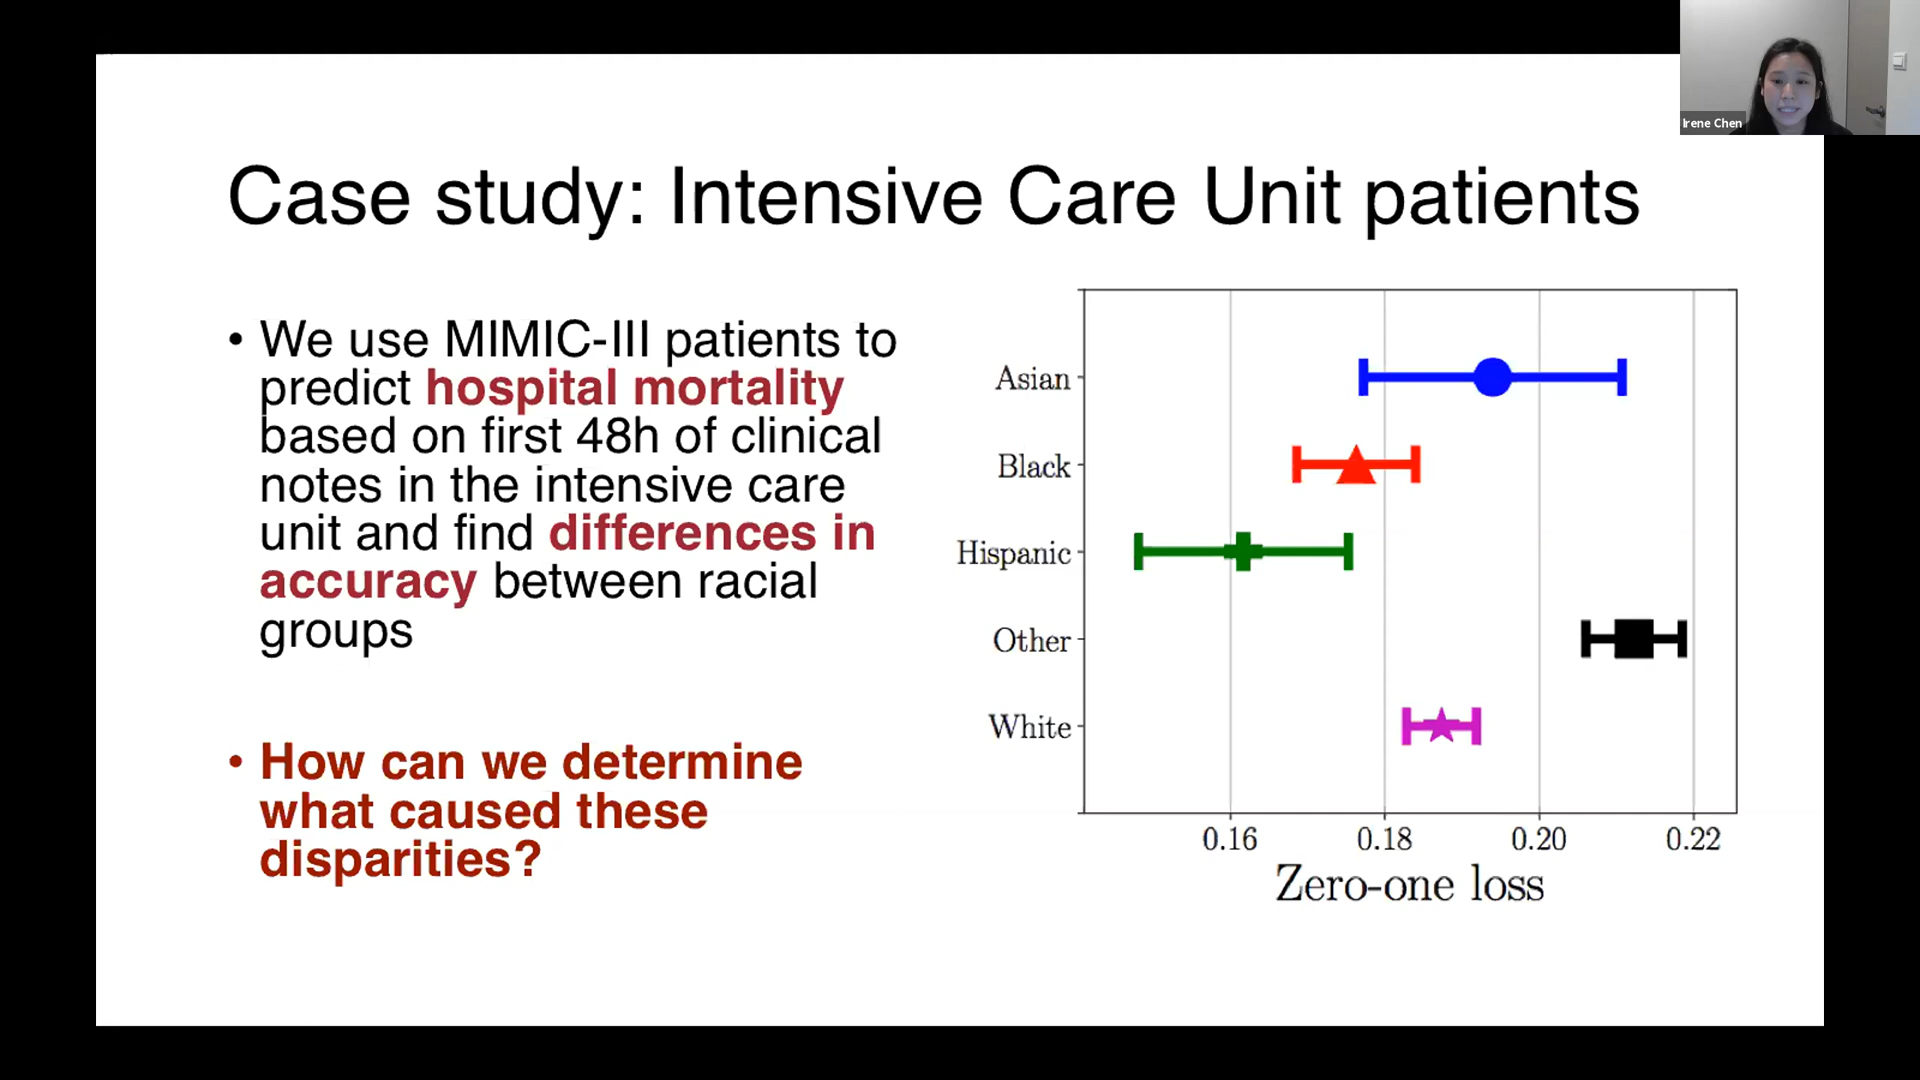 Irene Chen
Case study: Intensive Care Unit patients
• We use MIMIC-III patients to
predict hospital mortality
based on first 48h of clinical
notes in the intensive care
unit and find differences in
accuracy between racial
groups
• How can we determine
what caused these
disparities?
Asian
Black
Hispanic
Other
White
0.16 0.18 0.20 0.22
Zero-one loss